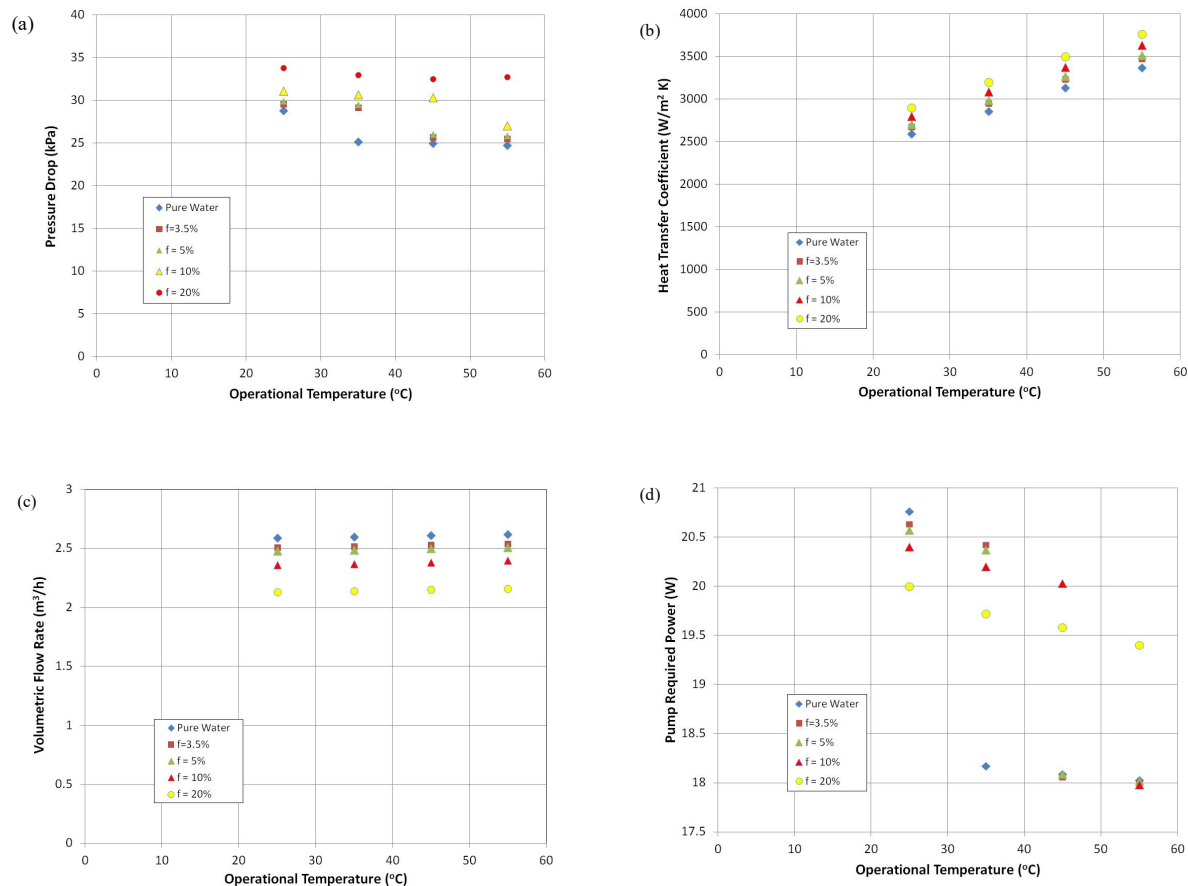 (a)
40
35
30
25
20
15
10
5
0
Pressure Drop (kPa)
Pure Water
f=3.5%
f = 5%
f = 10%
f = 20%
0 10 20 30 40 50 60
Operational Temperature (°C)
(b)
4000
3500
3000
2500
2000
1500
1000
500
0
Heat Transfer Coefficient (W/m² K)
Pure Water
f=3.5%
f = 5%
f = 10%
f = 20%
0 10 20 30 40 50 60
Operational Temperature (°C)
(c)
3
2.5
2
1.5
1
0.5
0
Volumetric Flow Rate (m³/h)
Pure Water
f=3.5%
f = 5%
f = 10%
f = 20%
0 10 20 30 40 50 60
Operational Temperature (°C)
(d)
21
20.5
20
19.5
19
18.5
18
17.5
Pump Required Power (W)
Pure Water
f=3.5%
f = 5%
f = 10%
f = 20%
0 10 20 30 40 50 60
Operational Temperature (°C)